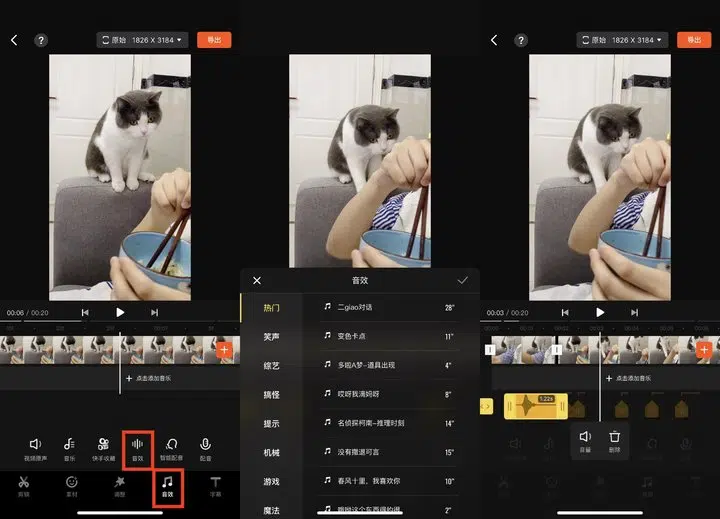 ? 原始 1826 X 3184 导出
00:06 / 00:20
点击添加音乐
视频原声 音乐 快手收藏 音效 智能配音 配音
剪辑 素材 调整 音效 字幕
音效
热门 二giao对话 28"
笑声 变色卡点 11"
综艺 多啦A梦-道具出现 4"
搞怪 哎呀我滴妈呀 8"
提示 名侦探柯南-推理时刻 14"
机械 没有撤退可言 15"
游戏 春风十里，我喜欢你 10"
魔法 2"
? 原始 1826 X 3184 导出
00:03 / 00:20
点击添加音乐
1.22s
音量 删除